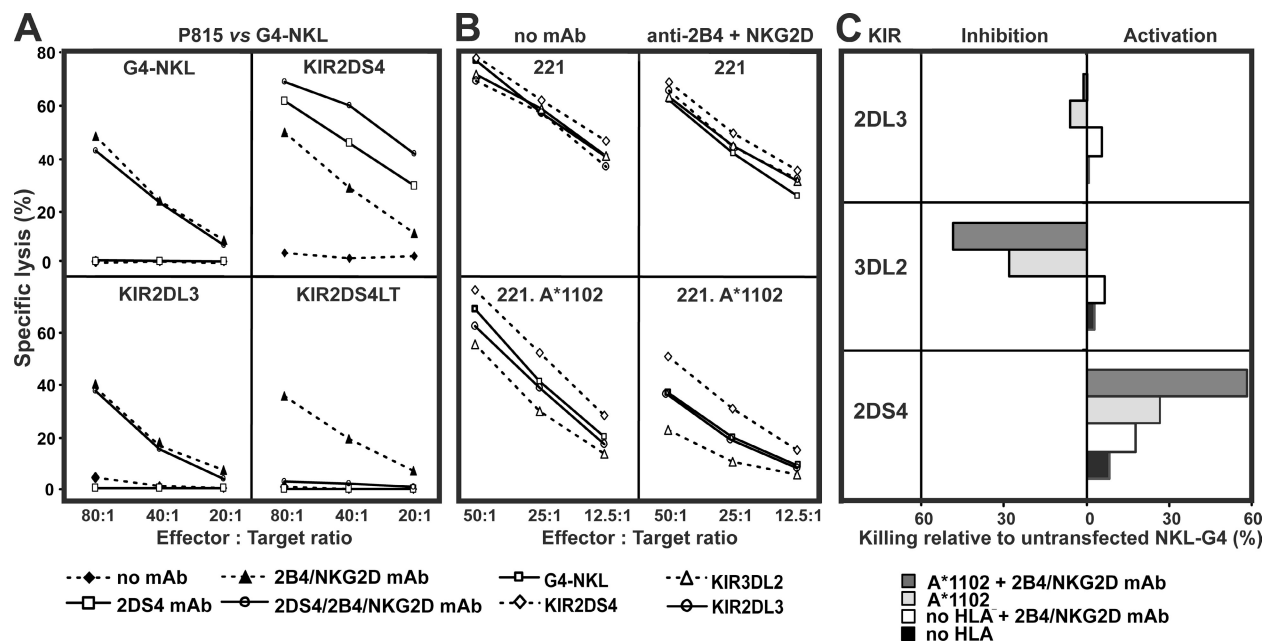 A
P815 vs G4-NKL
G4-NKL
KIR2DS4
KIR2DL3
KIR2DS4LT
Specific lysis (%)
80
60
40
20
0
60
40
20
0
80:1 40:1 20:1 80:1 40:1 20:1
Effector : Target ratio
no mAb
2B4/NKG2D mAb
2DS4 mAb
2DS4/2B4/NKG2D mAb
B
no mAb
anti-2B4 + NKG2D
221
221
221. A*1102
221. A*1102
50:1 25:1 12.5:1 50:1 25:1 12.5:1
Effector : Target ratio
G4-NKL
KIR3DL2
KIR2DS4
KIR2DL3
C
KIR Inhibition Activation
2DL3
3DL2
2DS4
60 30 0 30 60
Killing relative to untransfected NKL-G4 (%)
A*1102 + 2B4/NKG2D mAb
A*1102
no HLA + 2B4/NKG2D mAb
no HLA